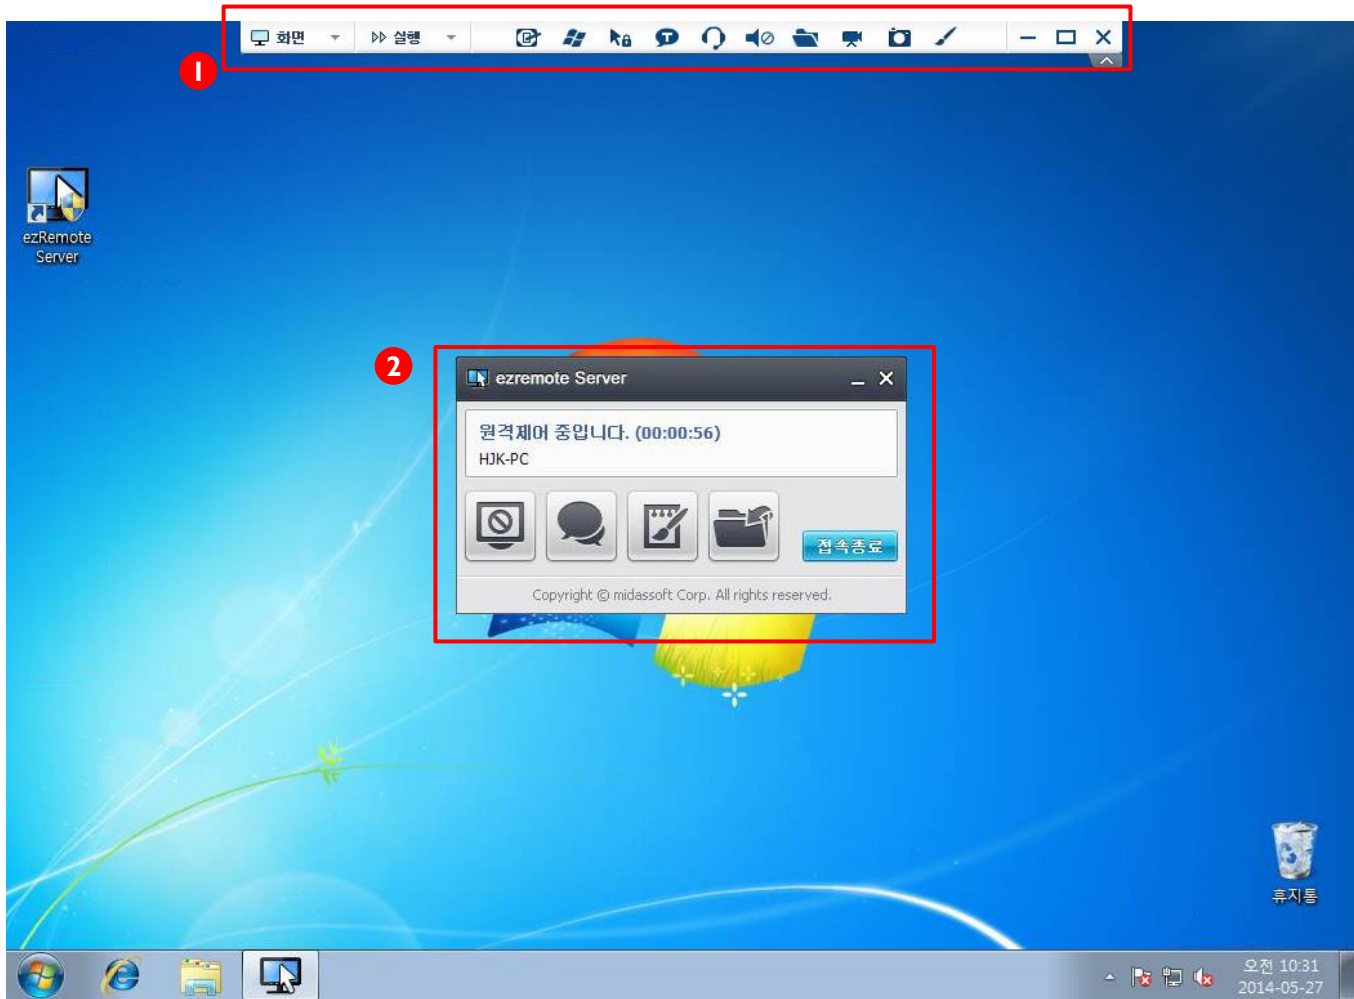 화면
실행
1
ezRemote
Server
2
ezremote Server
원격제어 중입니다. (00:00:56)
HJK-PC
접속종료
Copyright © midassoft Corp. All rights reserved.
휴지통
오전 10:31
2014-05-27